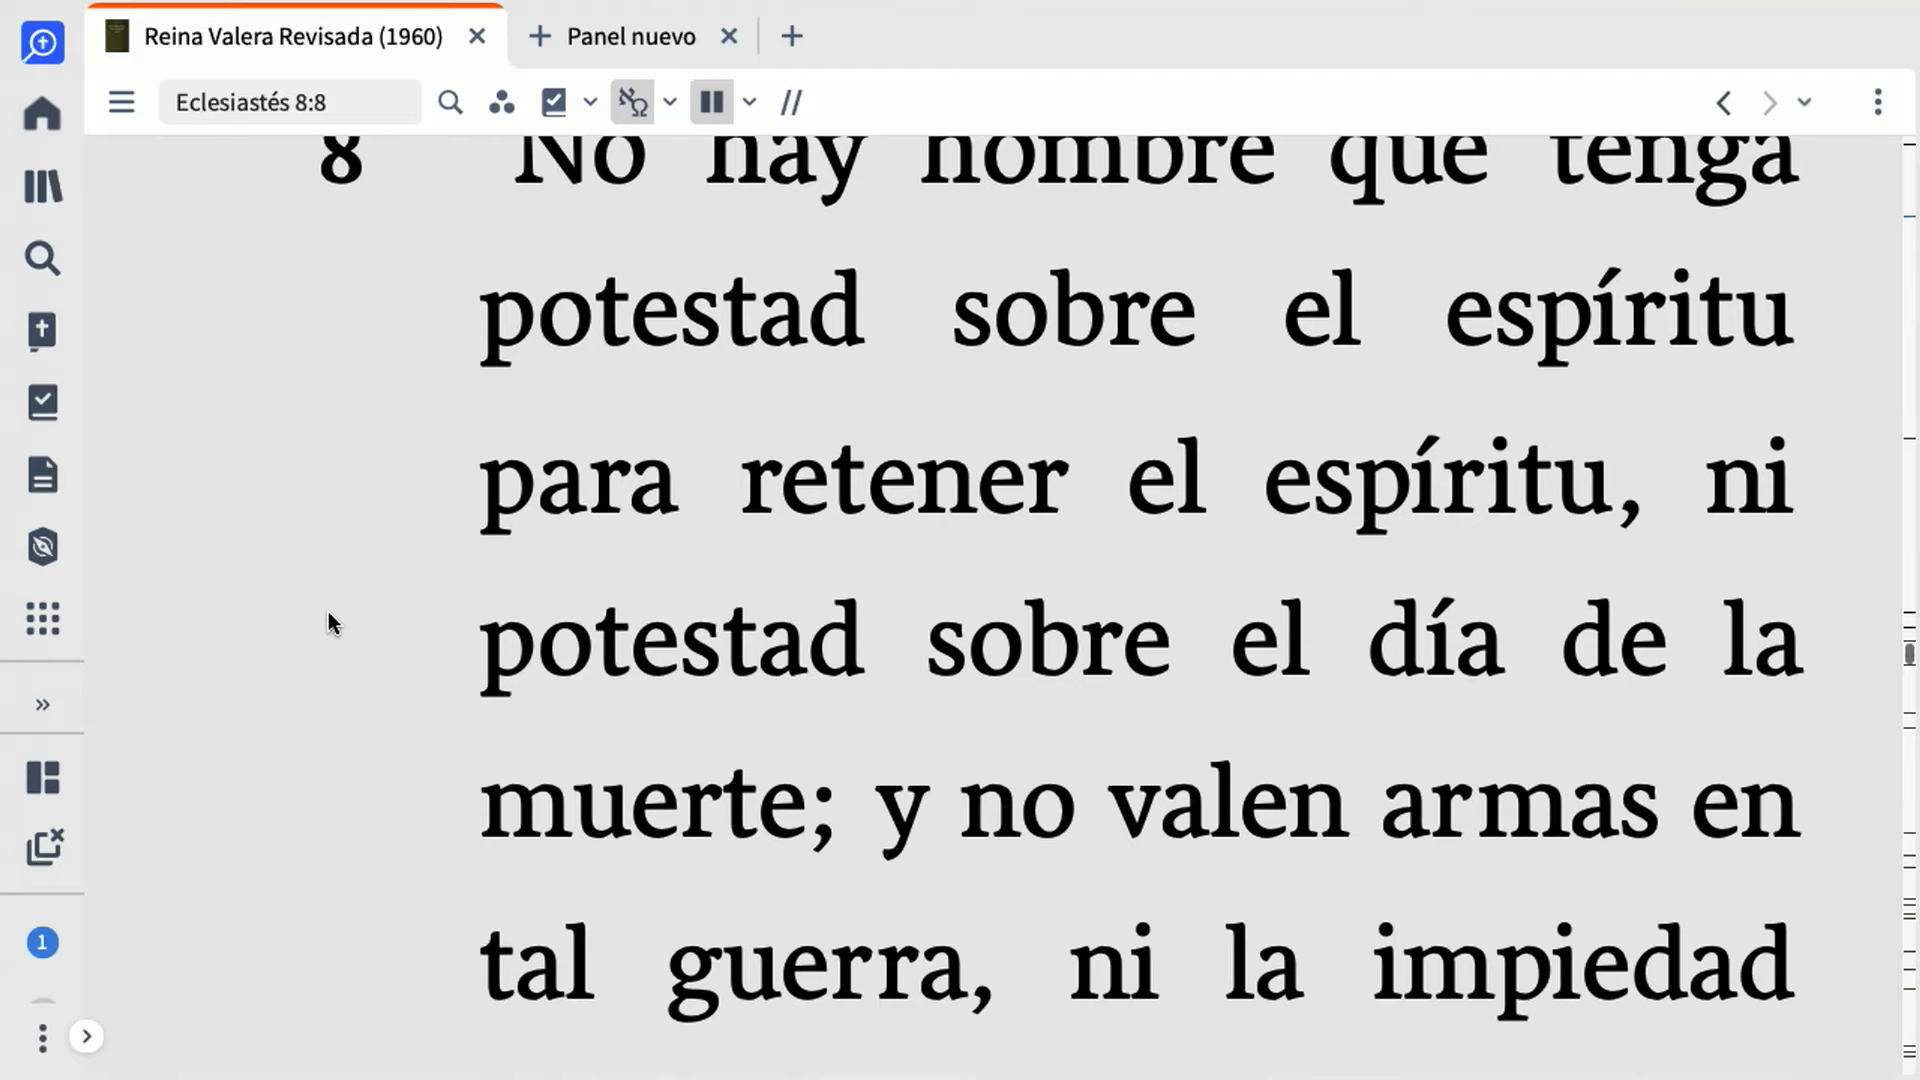 Reina Valera Revisada (1960)
Panel nuevo
Eclesiastés 8:8
8 No hay hombre que tenga
potestad sobre el espíritu
para retener el espíritu, ni
potestad sobre el día de la
muerte; y no valen armas en
tal guerra, ni la impiedad
1